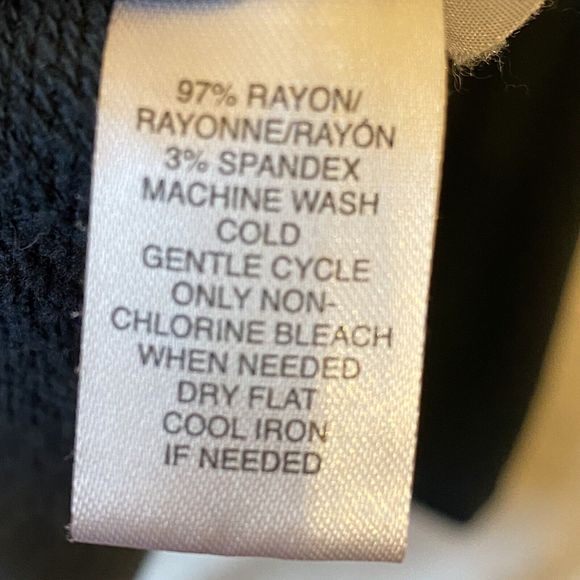 97% RAYON/
RAYONNE/RAYÓN
3% SPANDEX
MACHINE WASH
COLD
GENTLE CYCLE
ONLY NON-
CHLORINE BLEACH
WHEN NEEDED
DRY FLAT
COOL IRON
IF NEEDED